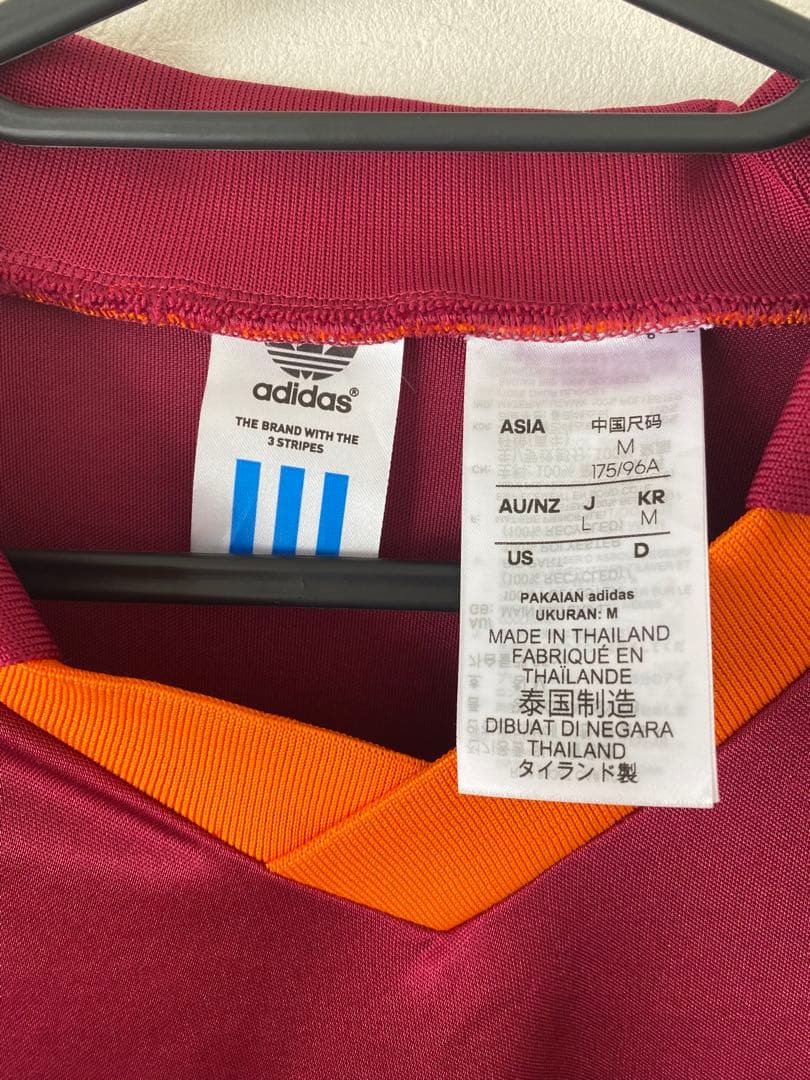 adidas®
THE BRAND WITH THE
3 STRIPES
ASIA 中国尺码
M
175/96A
AU/NZ J KR
L M
US D
PAKAIAN adidas
UKURAN: M
MADE IN THAILAND
FABRIQUÉ EN
THAÏLANDE
泰国制造
DIBUAT DI NEGARA
THAILAND
タイランド製